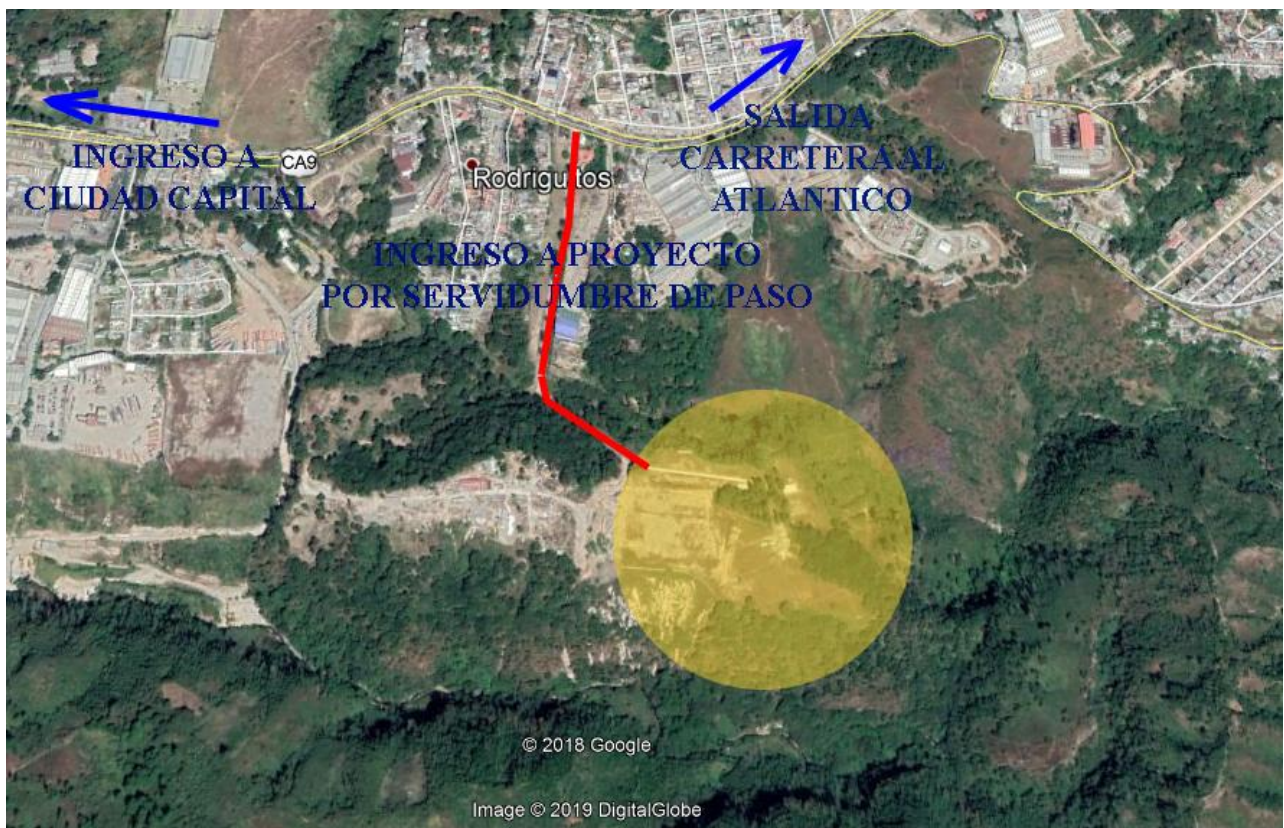 INGRESO A
CIUDAD CAPITAL
CA9
Rodriguitos
SALIDA
CARRETERA AL
ATLANTICO
INGRESO A PROYECTO
POR SERVIDUMBRE DE PASO
© 2018 Google
Image © 2019 DigitalGlobe